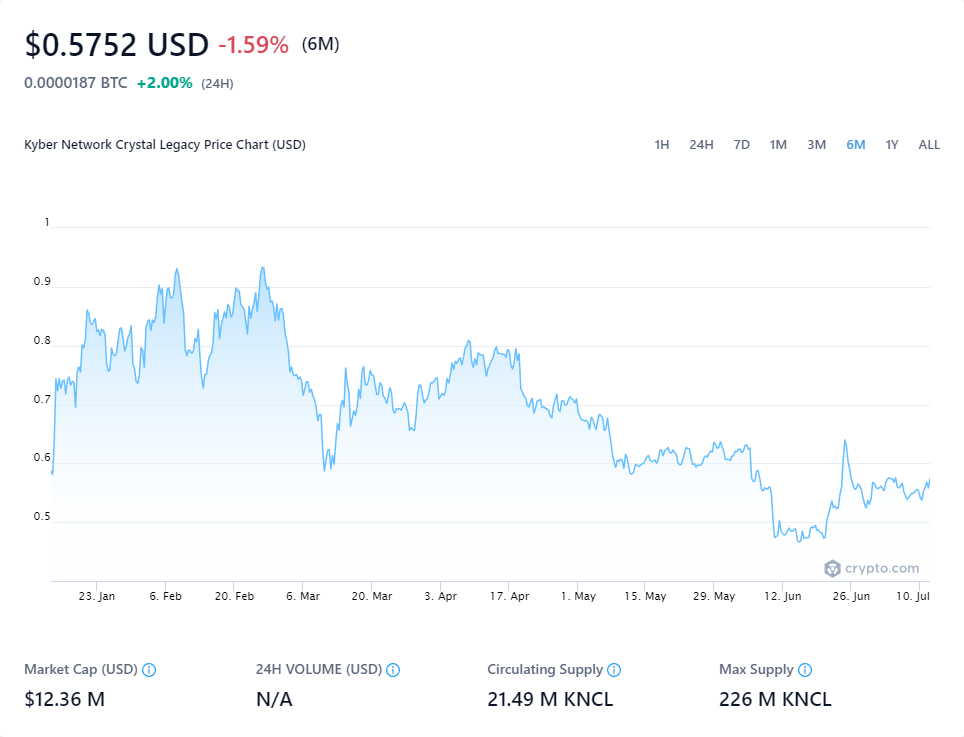 $0.5752 USD -1.59% (6M)
0.0000187 BTC +2.00% (24H)
Kyber Network Crystal Legacy Price Chart (USD) 1H 24H 7D 1M 3M 6M 1Y ALL
1
0.9
0.8
0.7
0.6
0.5
crypto.com
23. Jan 6. Feb 20. Feb 6. Mar 20. Mar 3. Apr 17. Apr 1. May 15. May 29. May 12. Jun 26. Jun 10. Jul
Market Cap (USD) 24H VOLUME (USD) Circulating Supply Max Supply
$12.36 M N/A 21.49 M KNCL 226 M KNCL